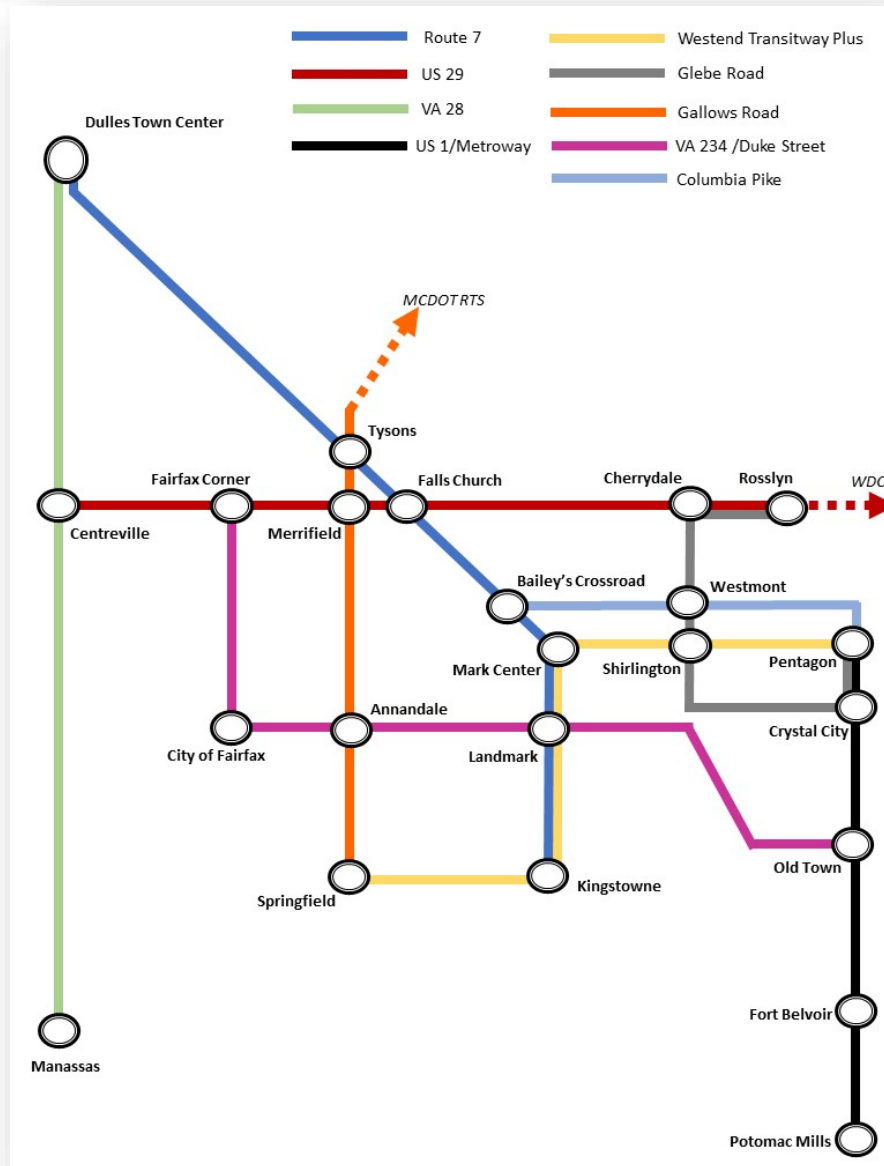 Route 7
Westend Transitway Plus
US 29
Glebe Road
VA 28
Gallows Road
US 1/Metroway
VA 234 /Duke Street
Columbia Pike
Dulles Town Center
MCDOT RTS
Tysons
Fairfax Corner
Falls Church
Cherrydale
Rosslyn
WDC
Centreville
Merrifield
Bailey's Crossroad
Westmont
Mark Center
Shirlington
Pentagon
Annandale
City of Fairfax
Landmark
Crystal City
Old Town
Springfield
Kingstowne
Fort Belvoir
Manassas
Potomac Mills